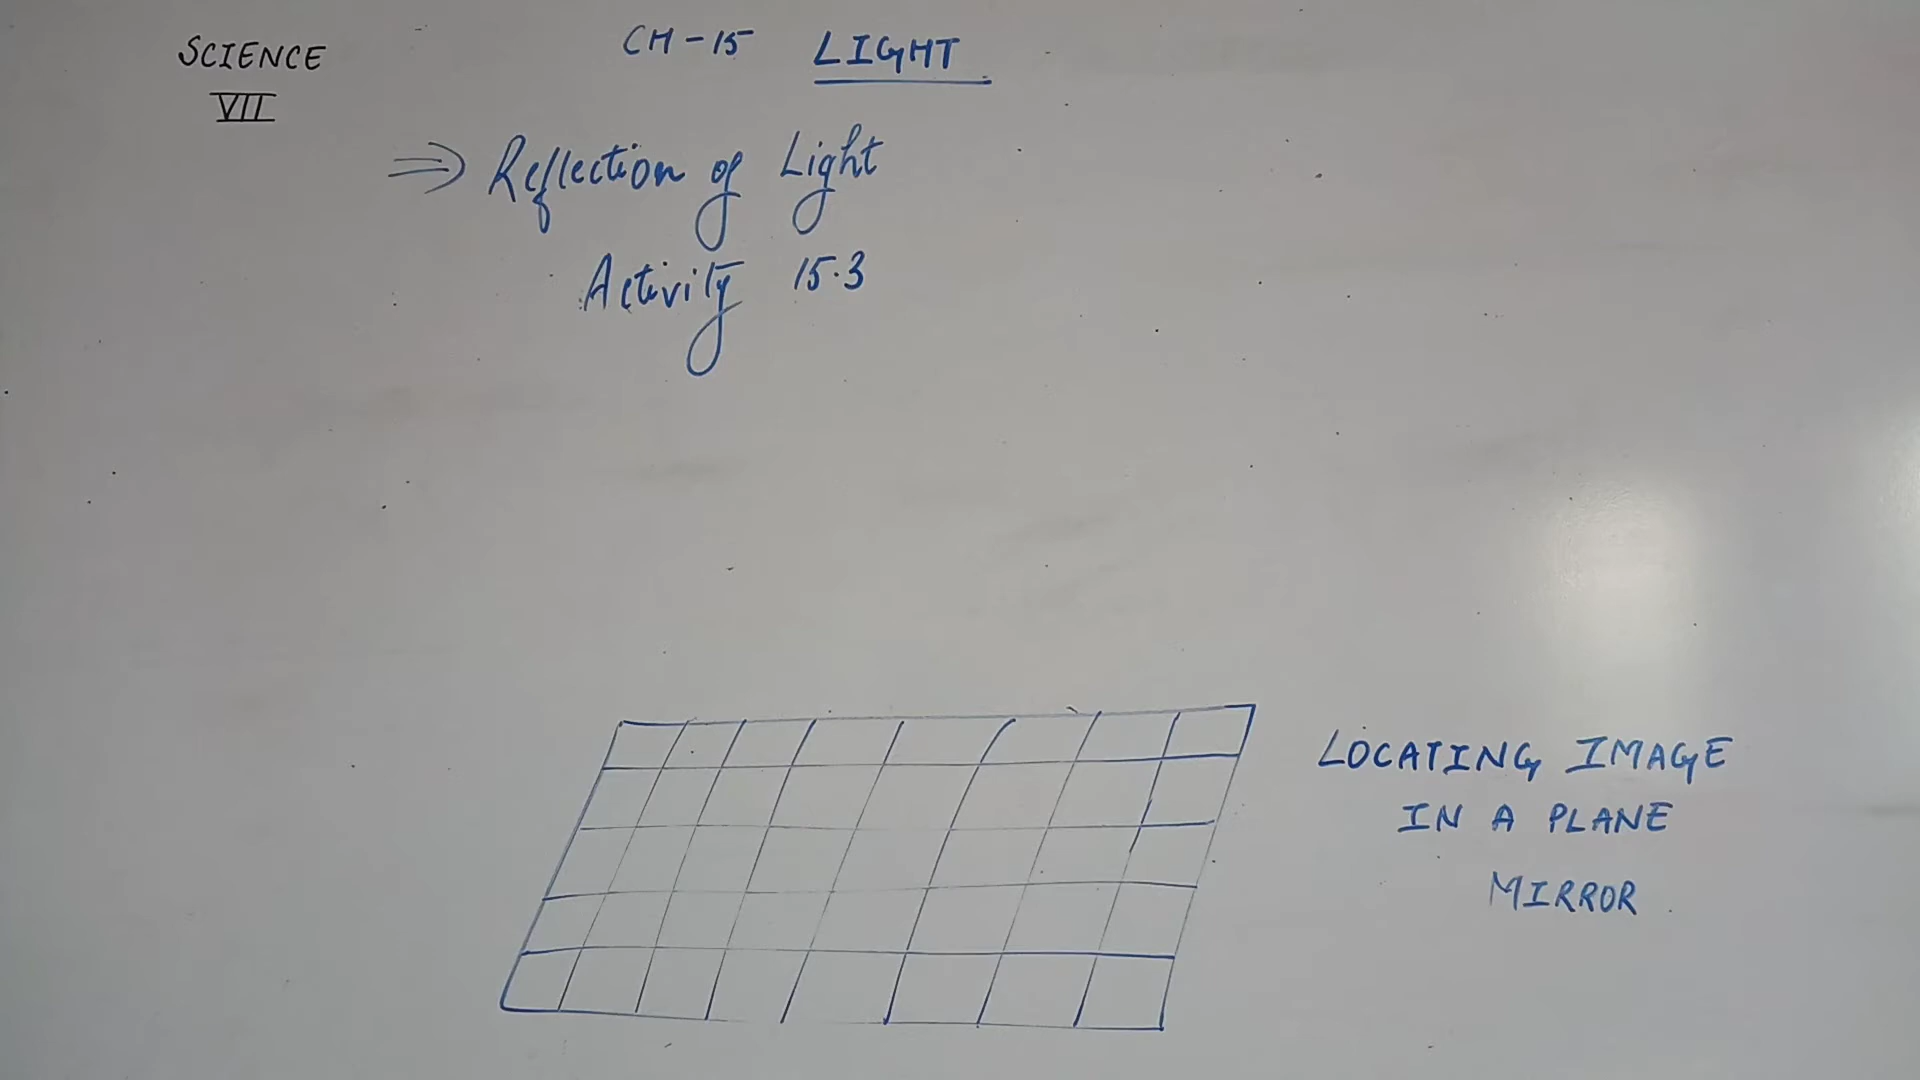 SCIENCE
VII
CH-15 LIGHT
⇒ Reflection of Light
Activity 15.3
LOCATING IMAGE
IN A PLANE
MIRROR